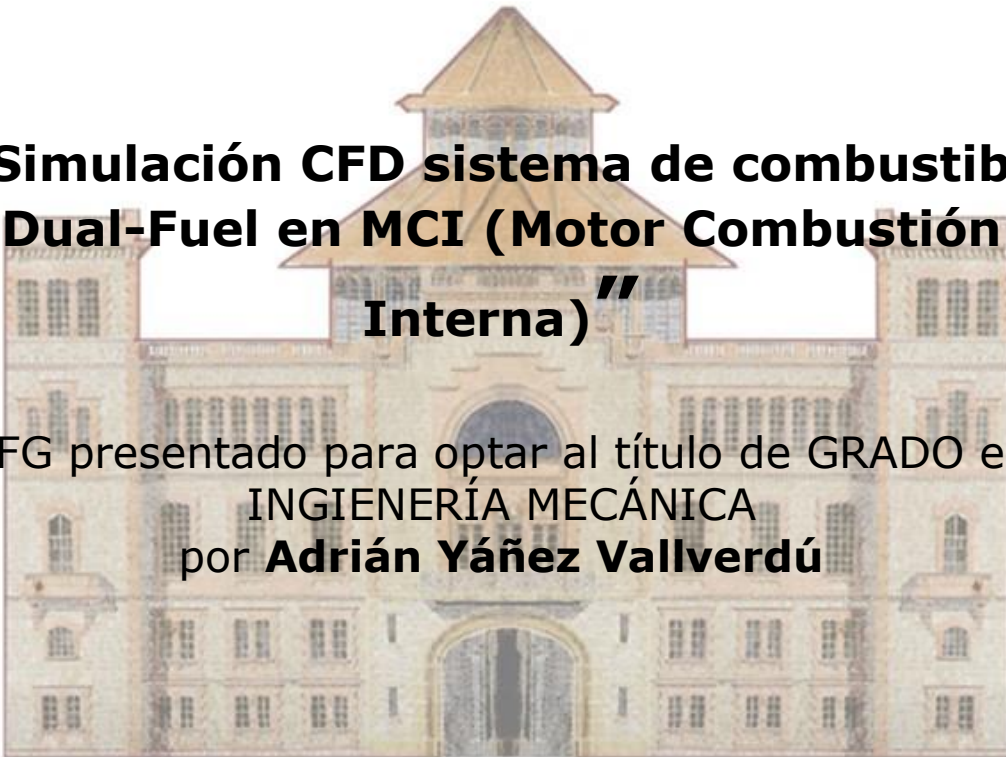 Simulación CFD sistema de combustib
Dual-Fuel en MCI (Motor Combustión
Interna)”
FG presentado para optar al título de GRADO e
INGIENERÍA MECÁNICA
por Adrián Yáñez Vallverdú